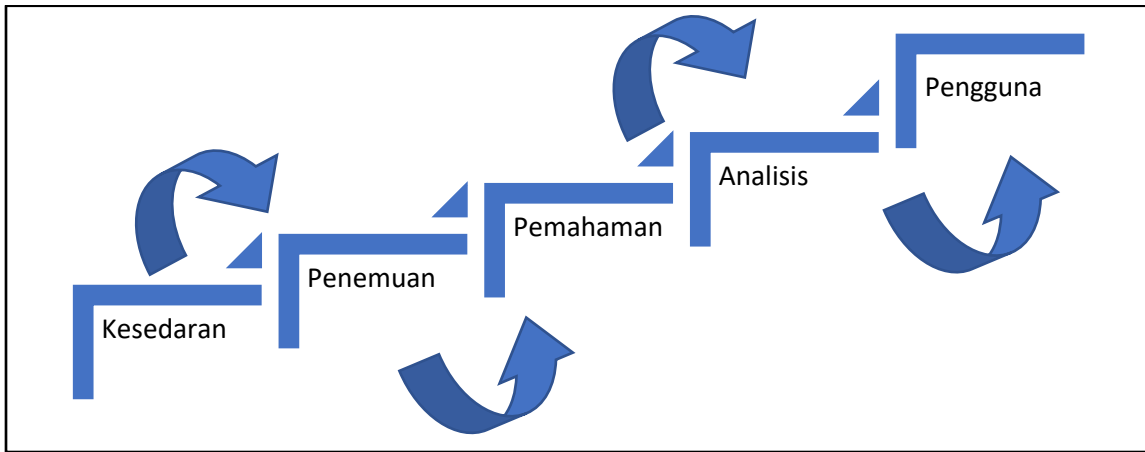 Kesedaran
Penemuan
Pemahaman
Analisis
Pengguna